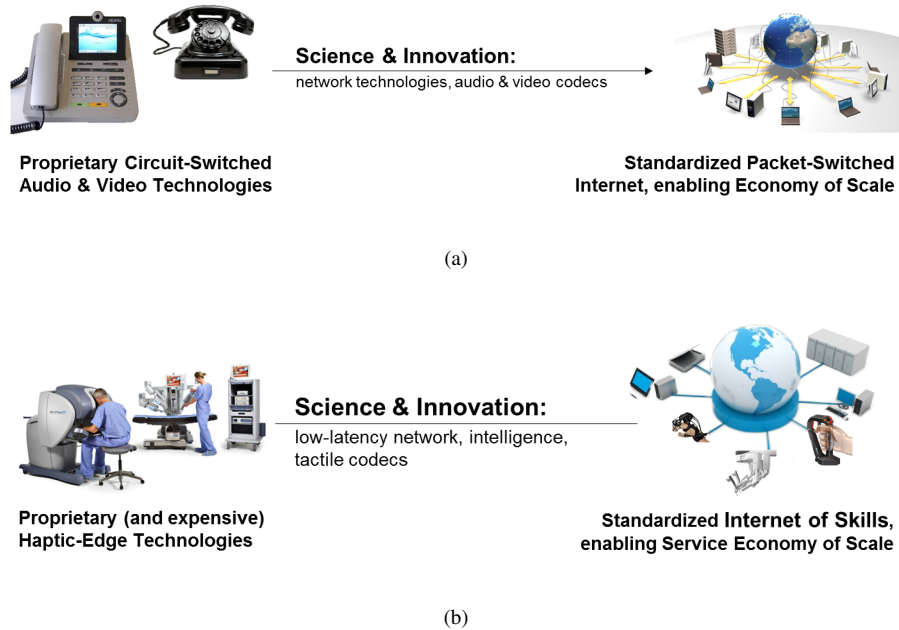 Science & Innovation:
network technologies, audio & video codecs
Proprietary Circuit-Switched
Audio & Video Technologies
Standardized Packet-Switched
Internet, enabling Economy of Scale
(a)
Science & Innovation:
low-latency network, intelligence,
tactile codecs
Proprietary (and expensive)
Haptic-Edge Technologies
Standardized Internet of Skills,
enabling Service Economy of Scale
(b)